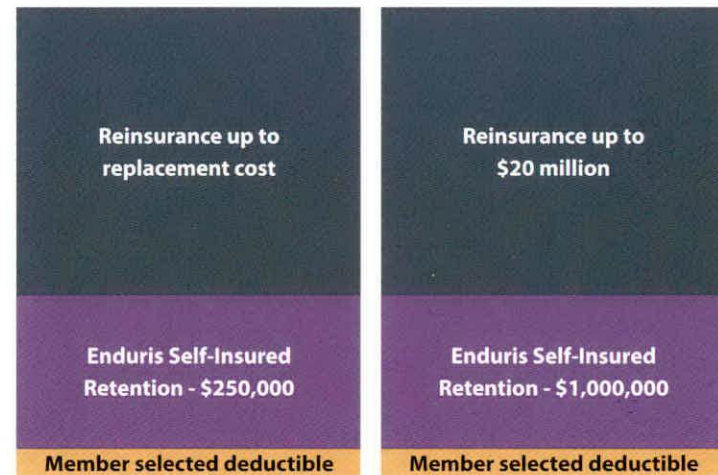 Reinsurance up to
replacement cost
Enduris Self-Insured
Retention - $250,000
Member selected deductible
Reinsurance up to
$20 million
Enduris Self-Insured
Retention - $1,000,000
Member selected deductible